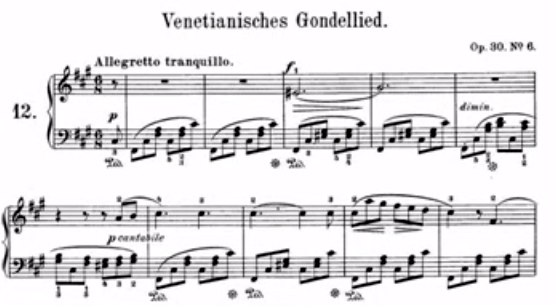 Venetianisches Gondellied.
Op. 30. Nº 6.
Allegretto tranquillo.
12.
f
p
dimin.
p cantabile